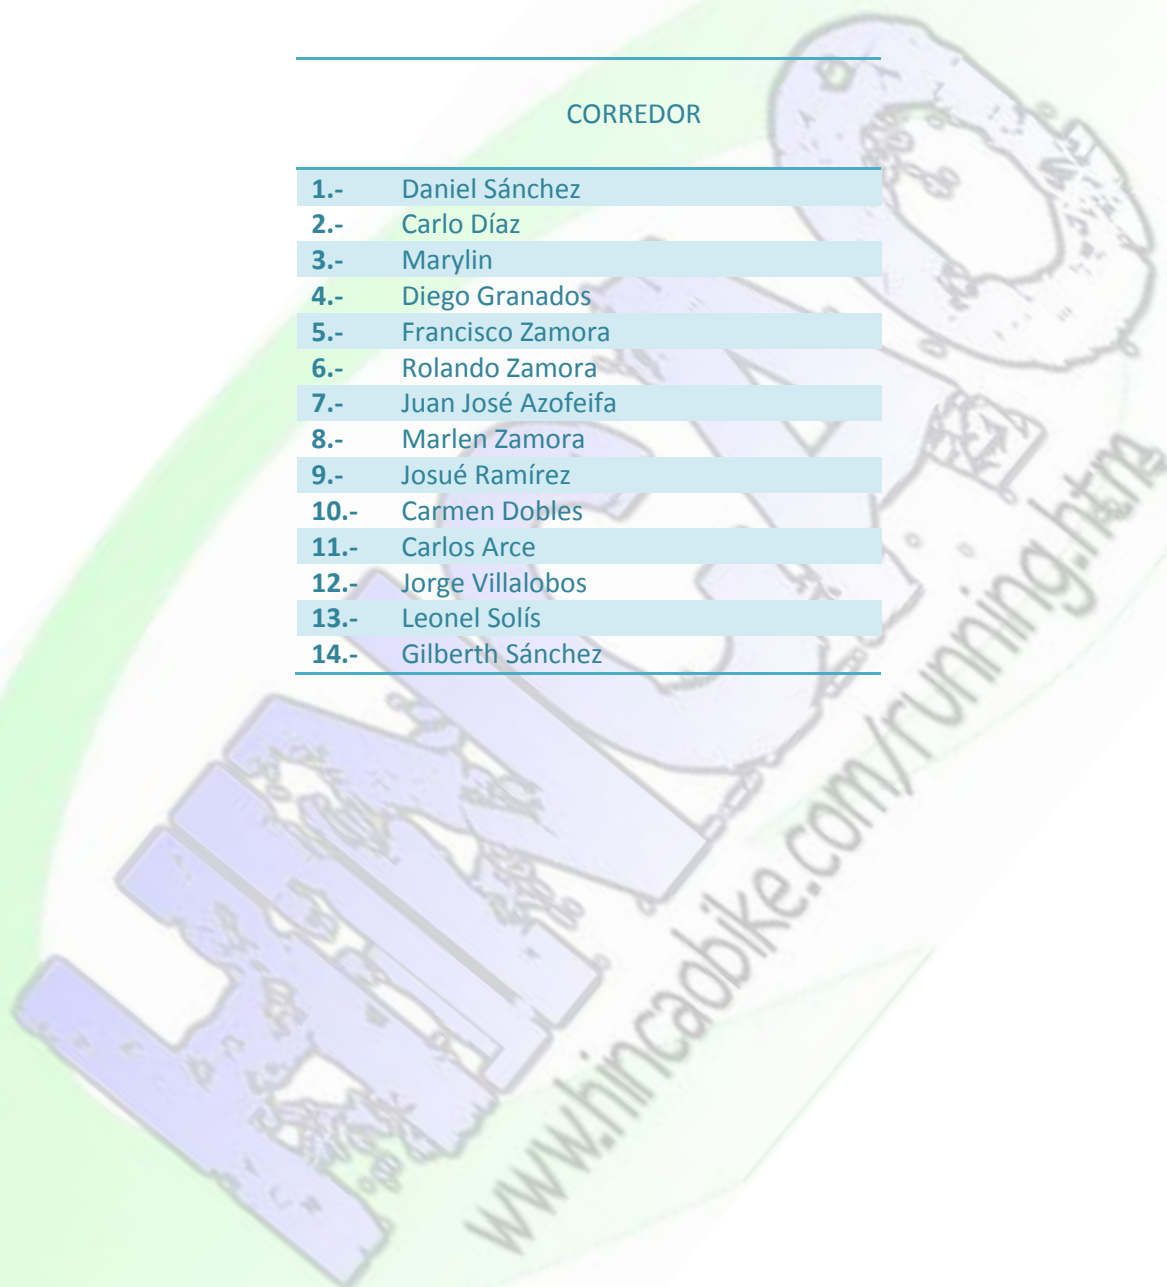 CORREDOR
1.- Daniel Sánchez
2.- Carlo Díaz
3.- Marylin
4.- Diego Granados
5.- Francisco Zamora
6.- Rolando Zamora
7.- Juan José Azofeifa
8.- Marlen Zamora
9.- Josué Ramírez
10.- Carmen Dobles
11.- Carlos Arce
12.- Jorge Villalobos
13.- Leonel Solís
14.- Gilberth Sánchez
HINCAO
www.hincaobike.com/running.htm